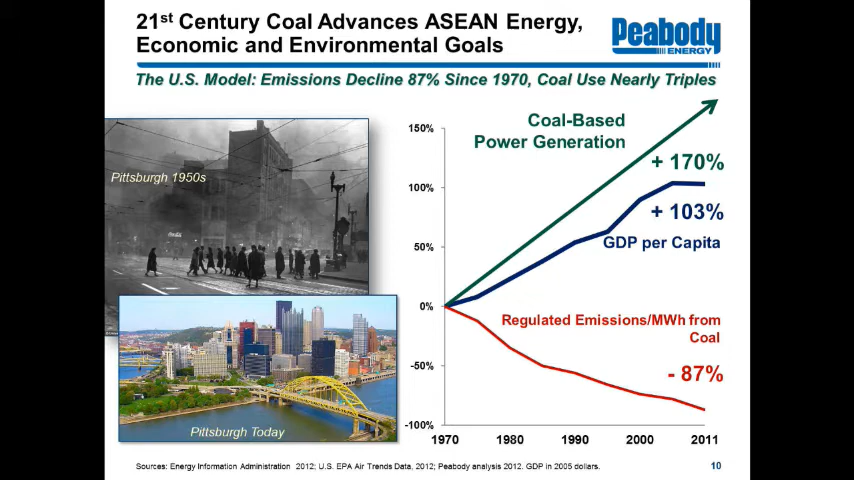 21st Century Coal Advances ASEAN Energy,
Economic and Environmental Goals
Peabody
ENERGY
The U.S. Model: Emissions Decline 87% Since 1970, Coal Use Nearly Triples
Pittsburgh 1950s
Pittsburgh Today
150%
100%
50%
0%
-50%
-100%
Coal-Based
Power Generation
+ 170%
+ 103%
GDP per Capita
Regulated Emissions/MWh from
Coal
- 87%
1970 1980 1990 2000 2011
Sources: Energy Information Administration 2012; U.S. EPA Air Trends Data, 2012; Peabody analysis 2012. GDP in 2005 dollars.
10